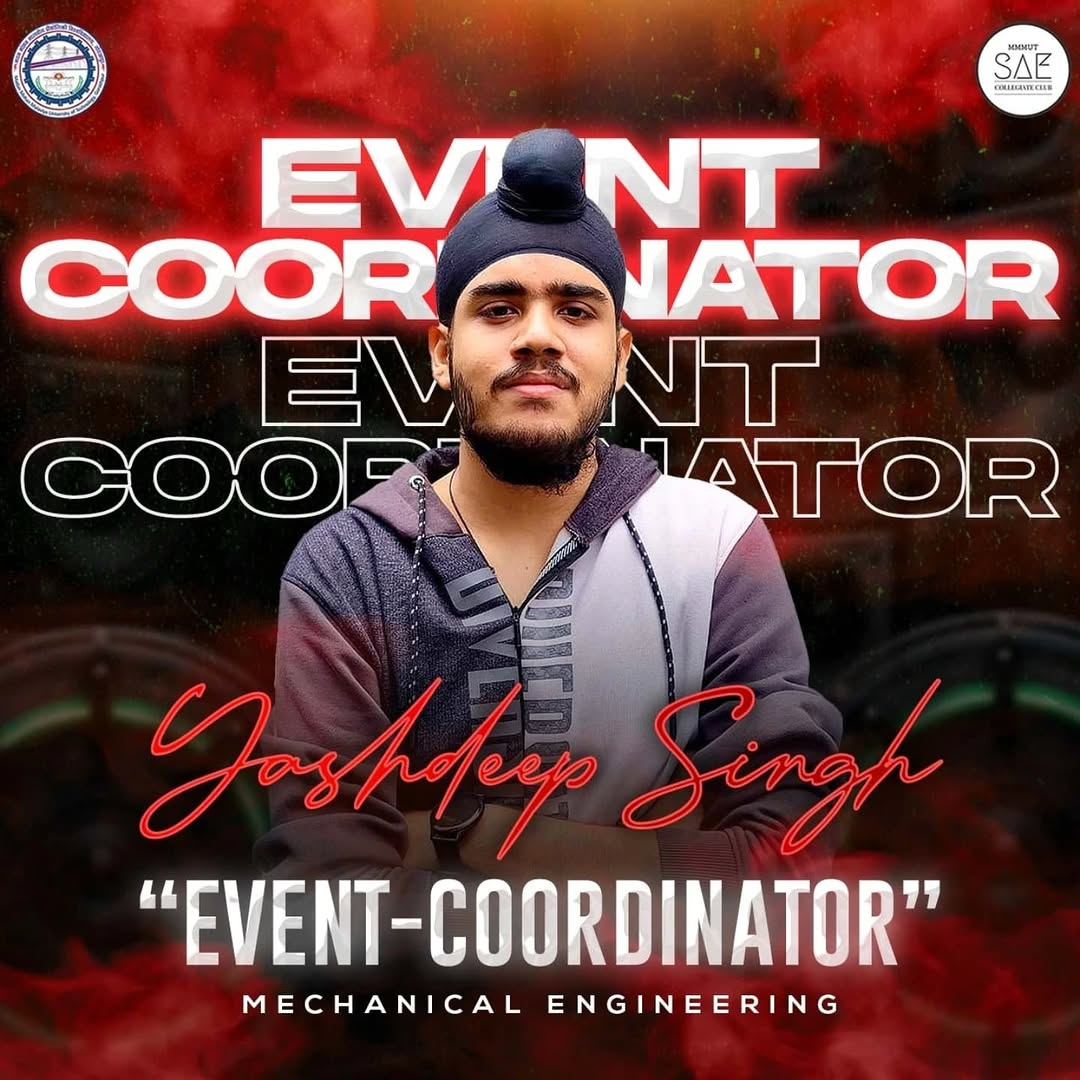 MMMUT
SAE
COLLEGIATE CLUB
EVENT
COORDINATOR
EVENT
COORDINATOR
Yashdeep Singh
“EVENT-COORDINATOR”
MECHANICAL ENGINEERING